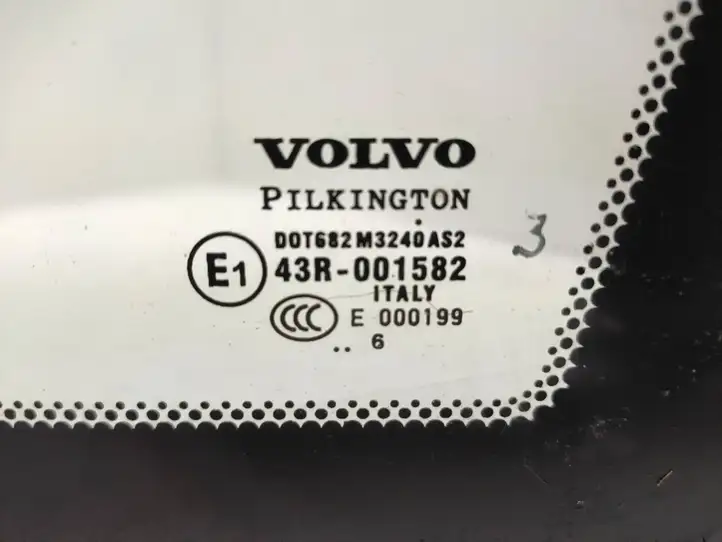 VOLVO
PILKINGTON
DOT682 M3240 AS2
E1 43R-001582
ITALY
CCC E 000199
.. 6
3